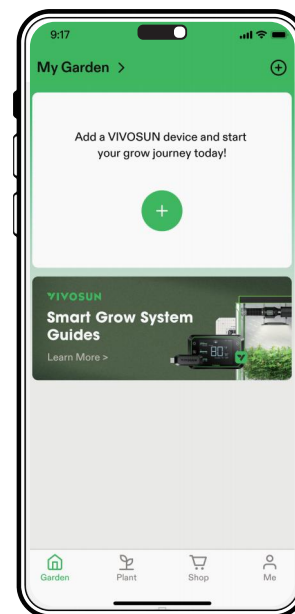 9:17
My Garden >
Add a VIVOSUN device and start
your grow journey today!
VIVOSUN
Smart Grow System
Guides
Learn More >
80
Garden
Plant
Shop
Me